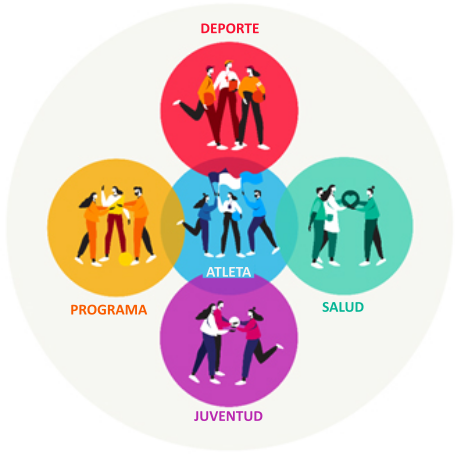 DEPORTE
ATLETA
PROGRAMA
SALUD
JUVENTUD